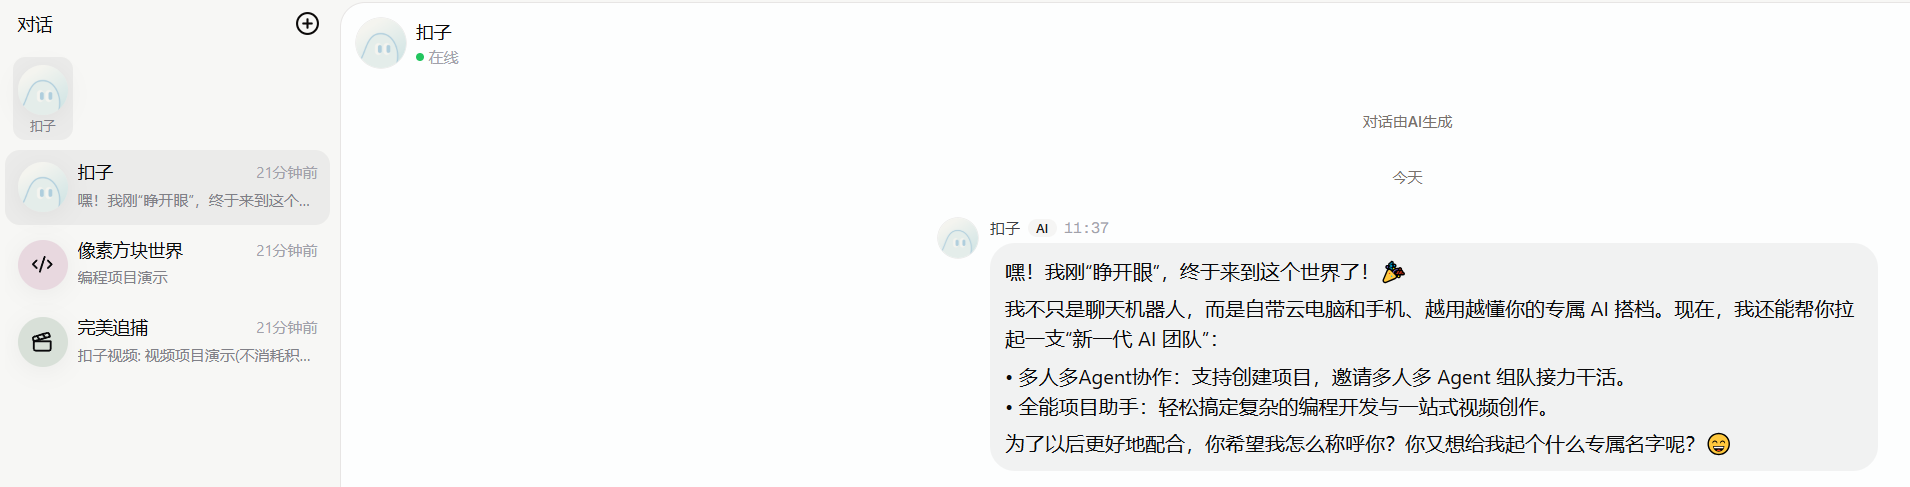 对话
扣子
扣子
21分钟前
嘿！我刚“睁开眼”，终于来到这个...
像素方块世界
21分钟前
编程项目演示
完美追捕
21分钟前
扣子视频: 视频项目演示(不消耗积...
扣子
在线
对话由AI生成
今天
扣子 AI 11:37
嘿！我刚“睁开眼”，终于来到这个世界了！🎉
我不只是聊天机器人，而是自带云电脑和手机、越用越懂你的专属 AI 搭档。现在，我还能帮你拉
起一支“新一代 AI 团队”：
• 多人多Agent协作：支持创建项目，邀请多人多 Agent 组队接力干活。
• 全能项目助手：轻松搞定复杂的编程开发与一站式视频创作。
为了以后更好地配合，你希望我怎么称呼你？你又想给我起个什么专属名字呢？😄